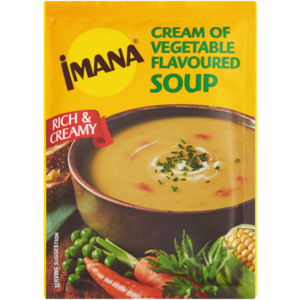 imana®
CREAM OF
VEGETABLE
FLAVOURED
SOUP
RICH &
CREAMY
SERVING SUGGESTION